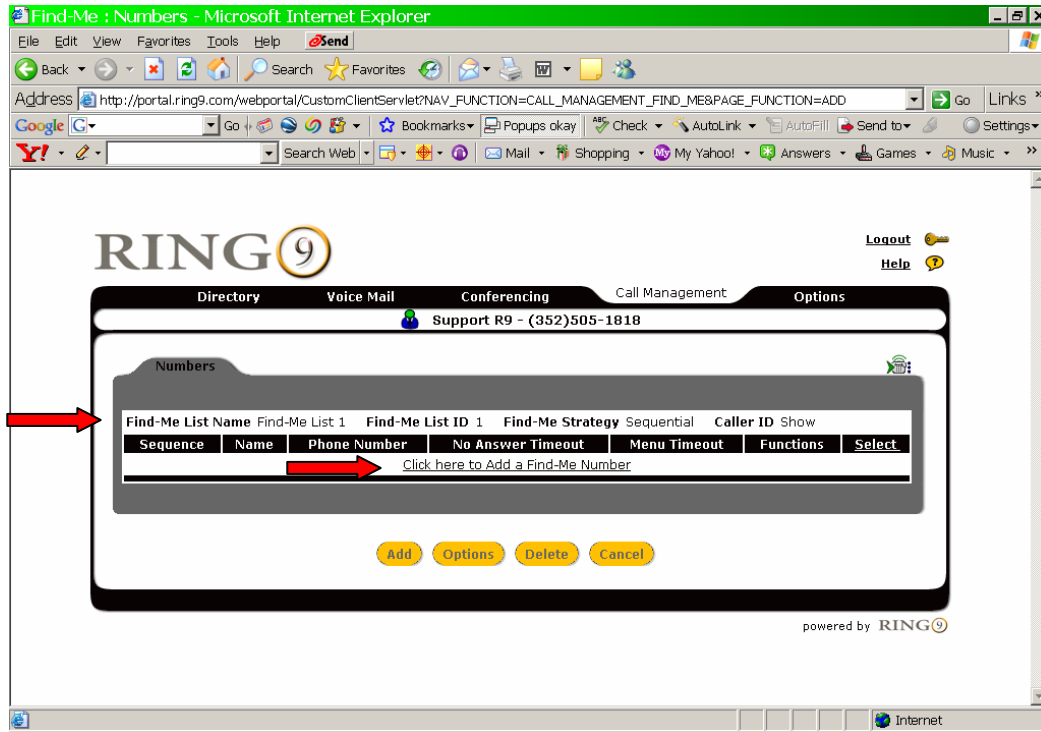 Find-Me : Numbers - Microsoft Internet Explorer
File Edit View Favorites Tools Help Send
Back Search Favorites
Address http://portal.ring9.com/webportal/CustomClientServlet?NAV_FUNCTION=CALL_MANAGEMENT_FIND_ME&PAGE_FUNCTION=ADD Go Links »
Google G Go Bookmarks Popups okay ABC Check AutoLink AutoFill Send to Settings
Y! Search Web Mail Shopping My My Yahoo! Answers Games Music »
RING9
Logout
Help ?
Directory Voice Mail Conferencing Call Management Options
Support R9 - (352)505-1818
Numbers
Find-Me List Name Find-Me List 1 Find-Me List ID 1 Find-Me Strategy Sequential Caller ID Show
Sequence Name Phone Number No Answer Timeout Menu Timeout Functions Select
Click here to Add a Find-Me Number
Add Options Delete Cancel
powered by RING9
Internet